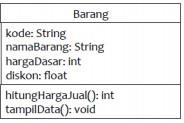 Barang
kode: String
namaBarang: String
hargaDasar: int
diskon: float
hitungHargaJual(): int
tampilData(): void